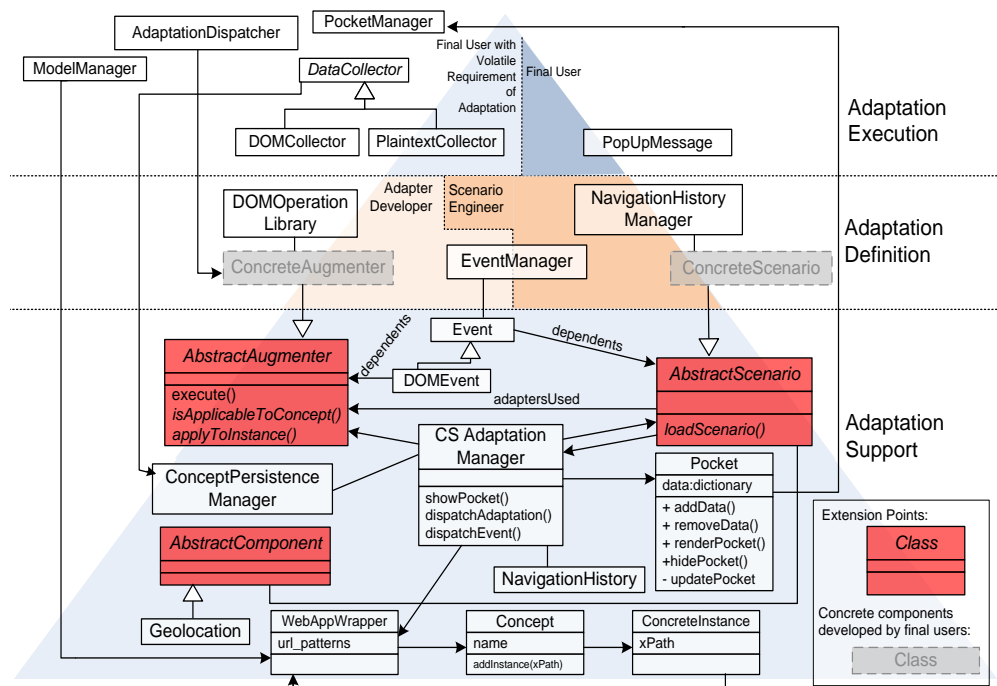 PocketManager
AdaptationDispatcher
ModelManager
DataCollector
Final User with
Volatile
Requirement
of
Adaptation
Final User
DOMCollector
PlaintextCollector
PopUpMessage
Adaptation
Execution
DOMOperation
Library
Adapter
Developer
Scenario
Engineer
NavigationHistory
Manager
Adaptation
Definition
ConcreteAugmenter
EventManager
ConcreteScenario
Event
dependents
dependents
AbstractAugmenter
execute()
isApplicableToConcept()
applyToInstance()
DOMEvent
AbstractScenario
loadScenario()
adaptersUsed
Adaptation
Support
CS Adaptation
Manager
showPocket()
dispatchAdaptation()
dispatchEvent()
ConceptPersistence
Manager
Pocket
data:dictionary
+ addData()
+ removeData()
+ renderPocket()
+hidePocket()
- updatePocket
AbstractComponent
NavigationHistory
Geolocation
WebAppWrapper
url_patterns
Concept
name
addInstance(xPath)
ConcreteInstance
xPath
Extension Points:
Class
Concrete components
developed by final users:
Class